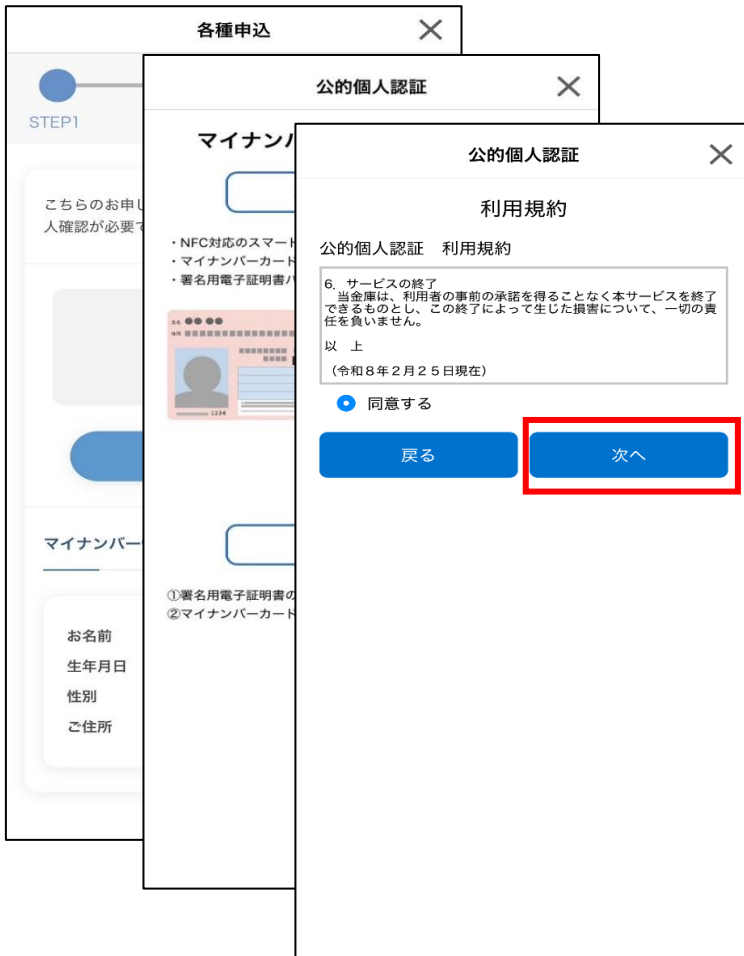 各種申込
STEP1
こちらのお申し
人確認が必要で
マイナンバー
お名前
生年月日
性別
ご住所
公的個人認証
マイナンバ
・NFC対応のスマート
・マイナンバーカード
・署名用電子証明書パ
氏名
住所
1234
①署名用電子証明書の
②マイナンバーカード
公的個人認証
利用規約
公的個人認証 利用規約
6．サービスの終了
当金庫は、利用者の事前の承諾を得ることなく本サービスを終了
できるものとし、この終了によって生じた損害について、一切の責
任を負いません。
以 上
（令和８年２月２５日現在）
同意する
戻る
次へ